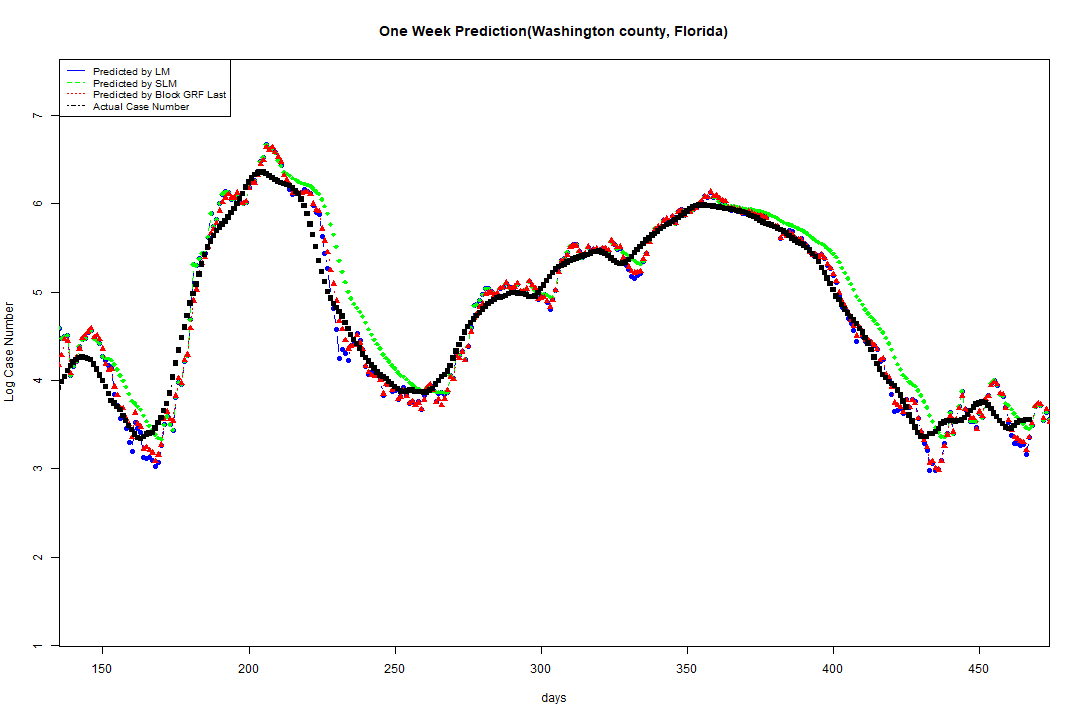 One Week Prediction(Washington county, Florida)
Predicted by LM
Predicted by SLM
Predicted by Block GRF Last
Actual Case Number
7
6
5
4
3
2
1
Log Case Number
150 200 250 300 350 400 450
days